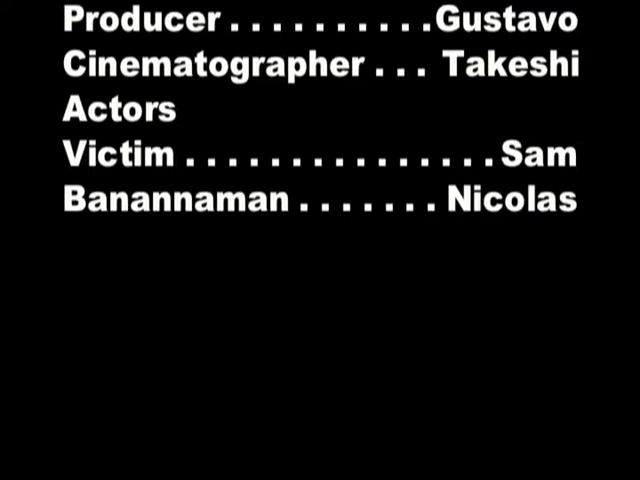 Producer . . . . . . . . . .Gustavo
Cinematographer . . . Takeshi
Actors
Victim . . . . . . . . . . . . . . .Sam
Banannaman . . . . . . . Nicolas